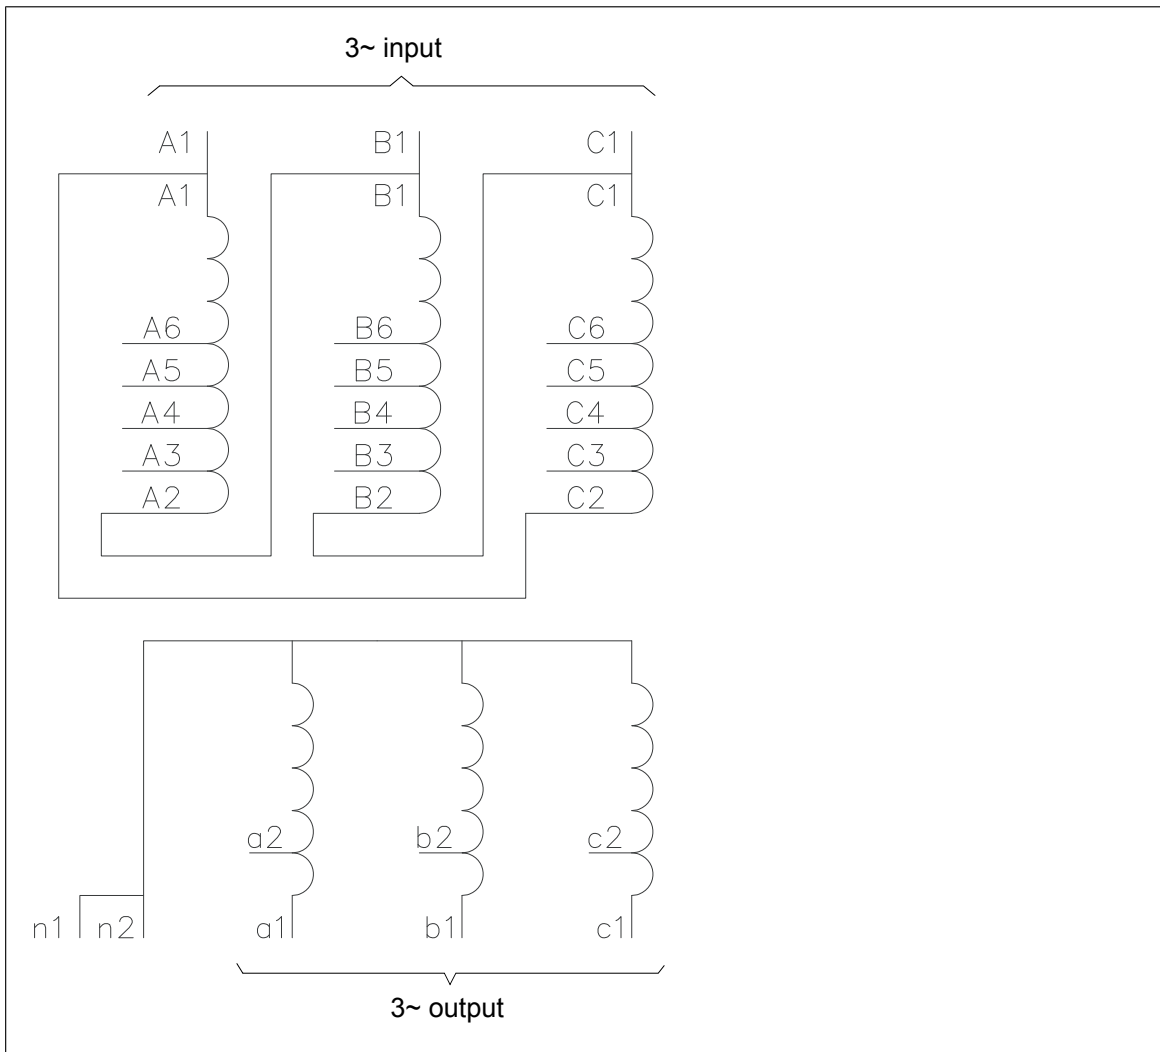 3~ input
A1 B1 C1
A1 B1 C1
A6 B6 C6
A5 B5 C5
A4 B4 C4
A3 B3 C3
A2 B2 C2
a2 b2 c2
n1 n2 a1 b1 c1
3~ output